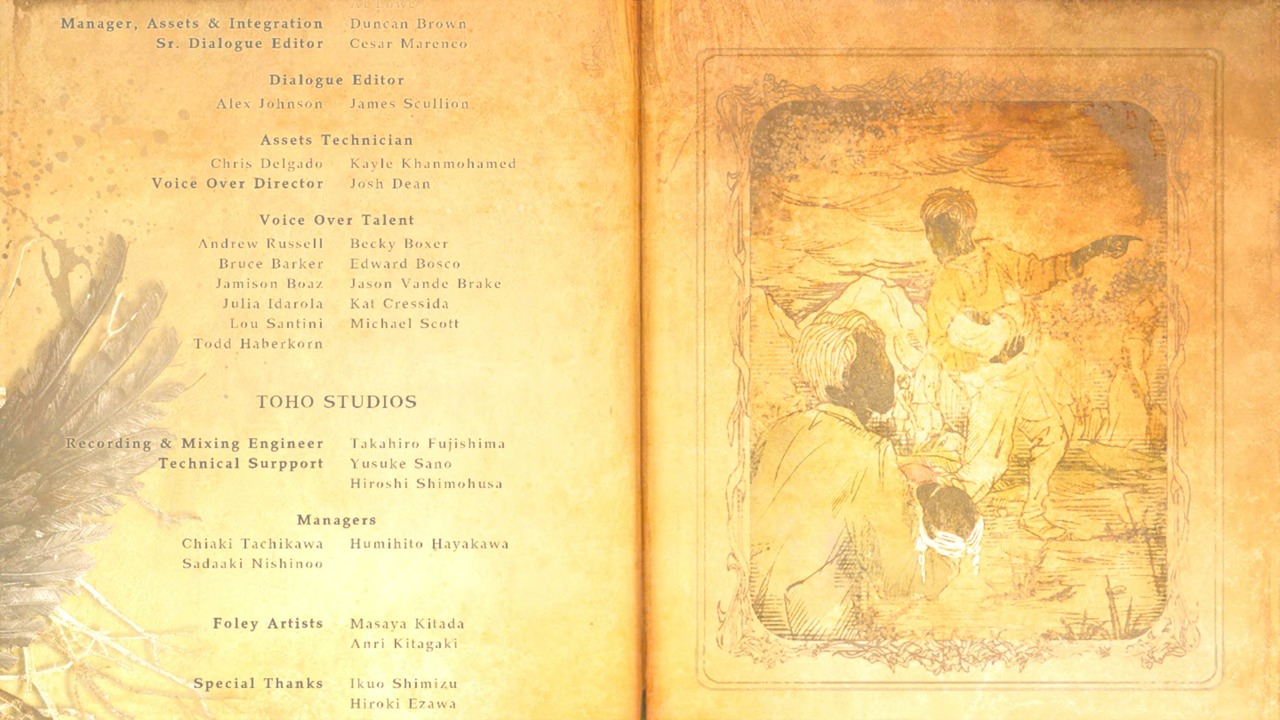 Manager, Assets & Integration Duncan Brown
Sr. Dialogue Editor Cesar Marenco
Dialogue Editor
Alex Johnson James Scullion
Assets Technician
Chris Delgado Kayle Khanmohamed
Voice Over Director Josh Dean
Voice Over Talent
Andrew Russell Becky Boxer
Bruce Barker Edward Bosco
Jamison Boaz Jason Vande Brake
Julia Idarola Kat Cressida
Lou Santini Michael Scott
Todd Haberkorn
TOHO STUDIOS
Recording & Mixing Engineer Takahiro Fujishima
Technical Surpport Yusuke Sano
Hiroshi Shimohusa
Managers
Chiaki Tachikawa Humihito Hayakawa
Sadaaki Nishinoo
Foley Artists Masaya Kitada
Anri Kitagaki
Special Thanks Ikuo Shimizu
Hiroki Ezawa